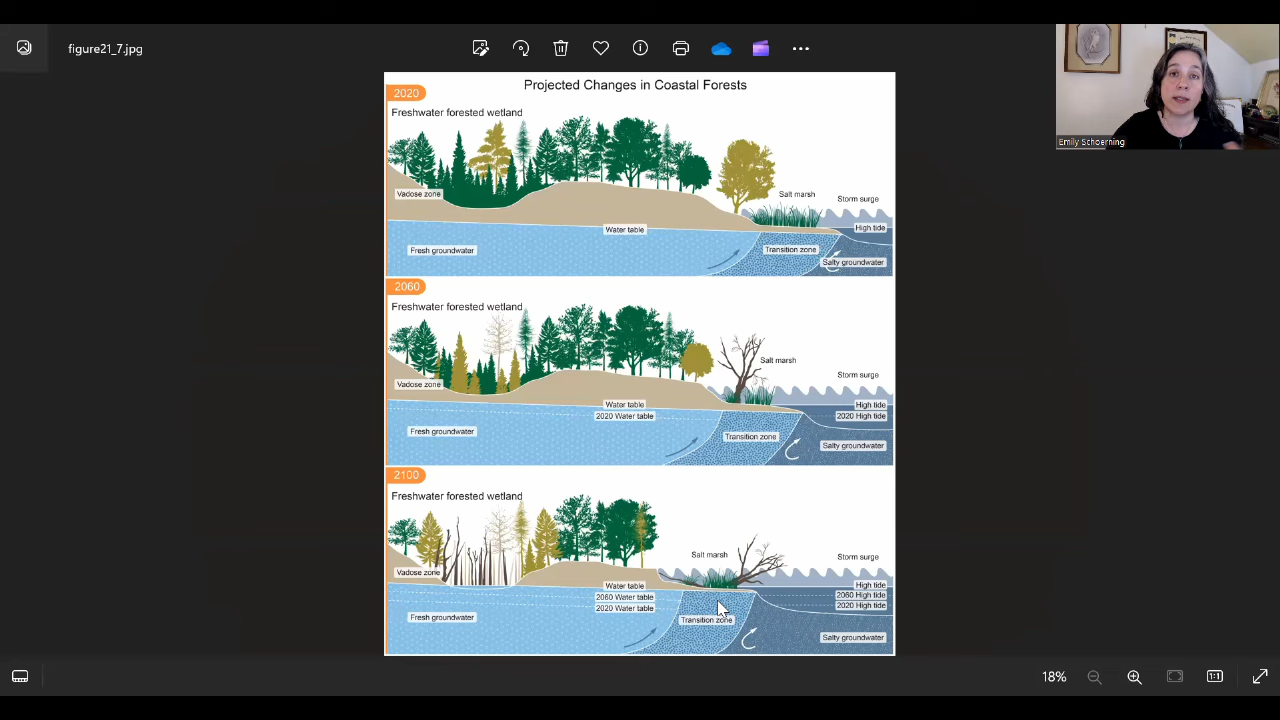 figure21_7.jpg
Emily Schoerning
Projected Changes in Coastal Forests
2020
Freshwater forested wetland
Vadose zone
Salt marsh
Storm surge
Water table
High tide
Fresh groundwater
Transition zone
Salty groundwater
2060
Freshwater forested wetland
Salt marsh
Storm surge
Vadose zone
Water table
High tide
2020 Water table
2020 High tide
Fresh groundwater
Transition zone
Salty groundwater
2100
Freshwater forested wetland
Salt marsh
Storm surge
Vadose zone
Water table
High tide
2060 Water table
2060 High tide
2020 Water table
2020 High tide
Fresh groundwater
Transition zone
Salty groundwater
18%
1:1